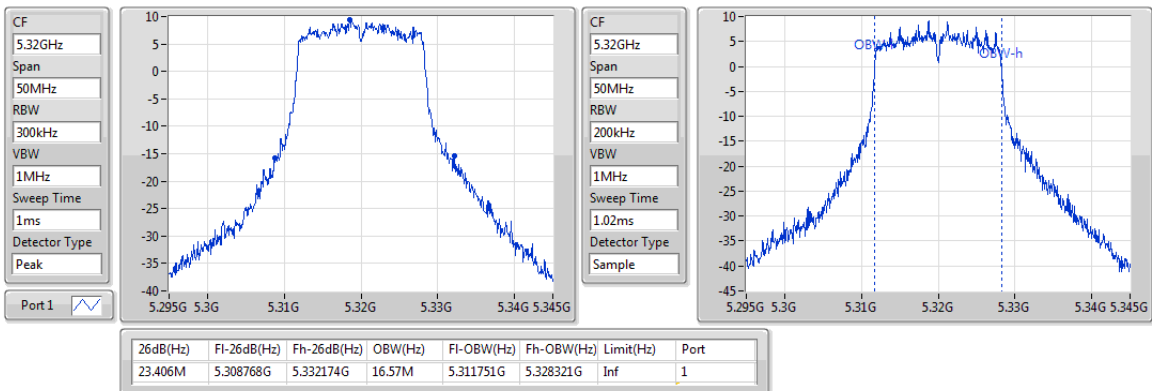 CF
5.32GHz
Span
50MHz
RBW
300kHz
VBW
1MHz
Sweep Time
1ms
Detector Type
Peak
Port 1
10
5
0
-5
-10
-15
-20
-25
-30
-35
-40
5.295G 5.3G 5.31G 5.32G 5.33G 5.34G 5.345G
CF
5.32GHz
Span
50MHz
RBW
200kHz
VBW
1MHz
Sweep Time
1.02ms
Detector Type
Sample
10
5
0
-5
-10
-15
-20
-25
-30
-35
-40
OBW
OBW-h
5.295G 5.3G 5.31G 5.32G 5.33G 5.34G 5.345G
26dB(Hz) Fl-26dB(Hz) Fh-26dB(Hz) OBW(Hz) Fl-OBW(Hz) Fh-OBW(Hz) Limit(Hz) Port
23.406M 5.308768G 5.332174G 16.57M 5.311751G 5.328321G Inf 1